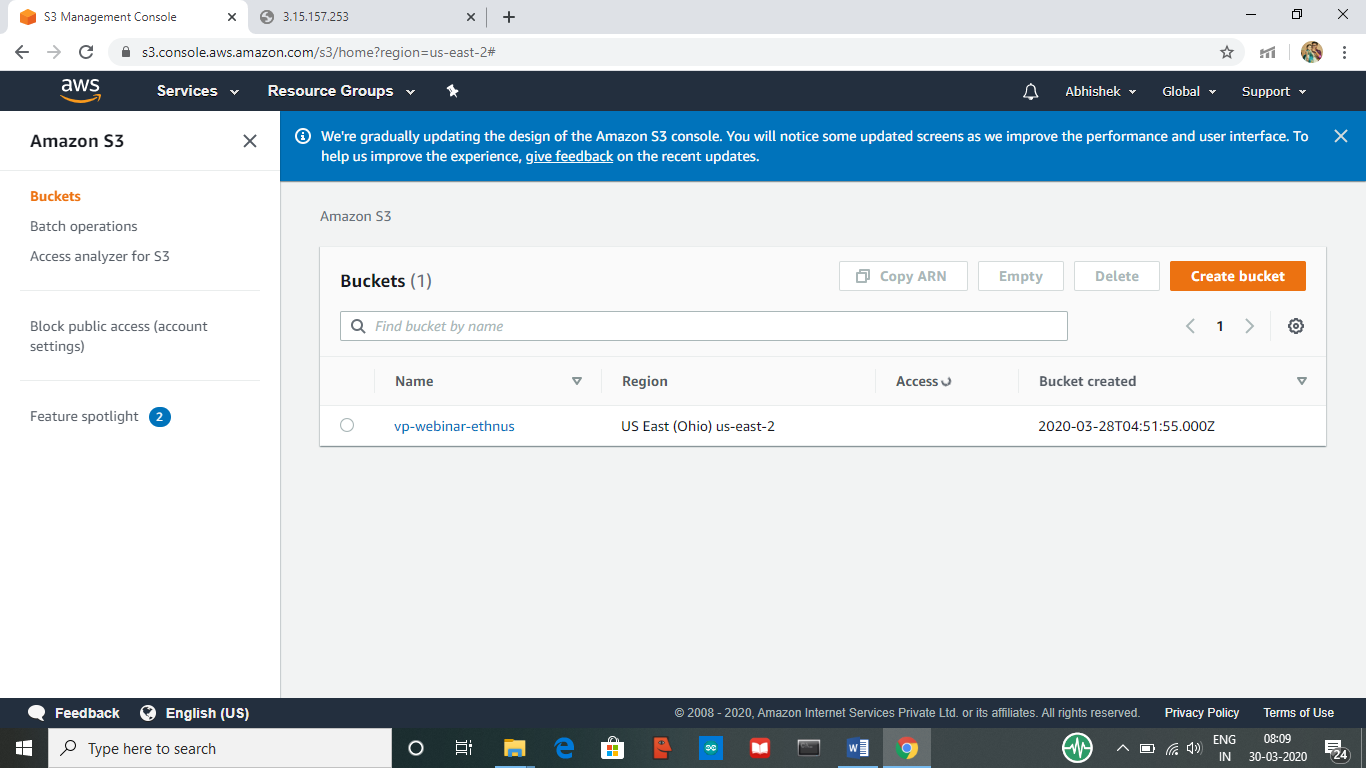 S3 Management Console
3.15.157.253
s3.console.aws.amazon.com/s3/home?region=us-east-2#
aws
Services
Resource Groups
Abhishek
Global
Support
Amazon S3
We're gradually updating the design of the Amazon S3 console. You will notice some updated screens as we improve the performance and user interface. To
help us improve the experience, give feedback on the recent updates.
Buckets
Batch operations
Access analyzer for S3
Block public access (account
settings)
Feature spotlight 2
Amazon S3
Buckets (1)
Copy ARN
Empty
Delete
Create bucket
Find bucket by name
1
Name
Region
Access
Bucket created
vp-webinar-ethnus
US East (Ohio) us-east-2
2020-03-28T04:51:55.000Z
Feedback
English (US)
© 2008 - 2020, Amazon Internet Services Private Ltd. or its affiliates. All rights reserved.
Privacy Policy
Terms of Use
Type here to search
ENG
IN
08:09
30-03-2020
24